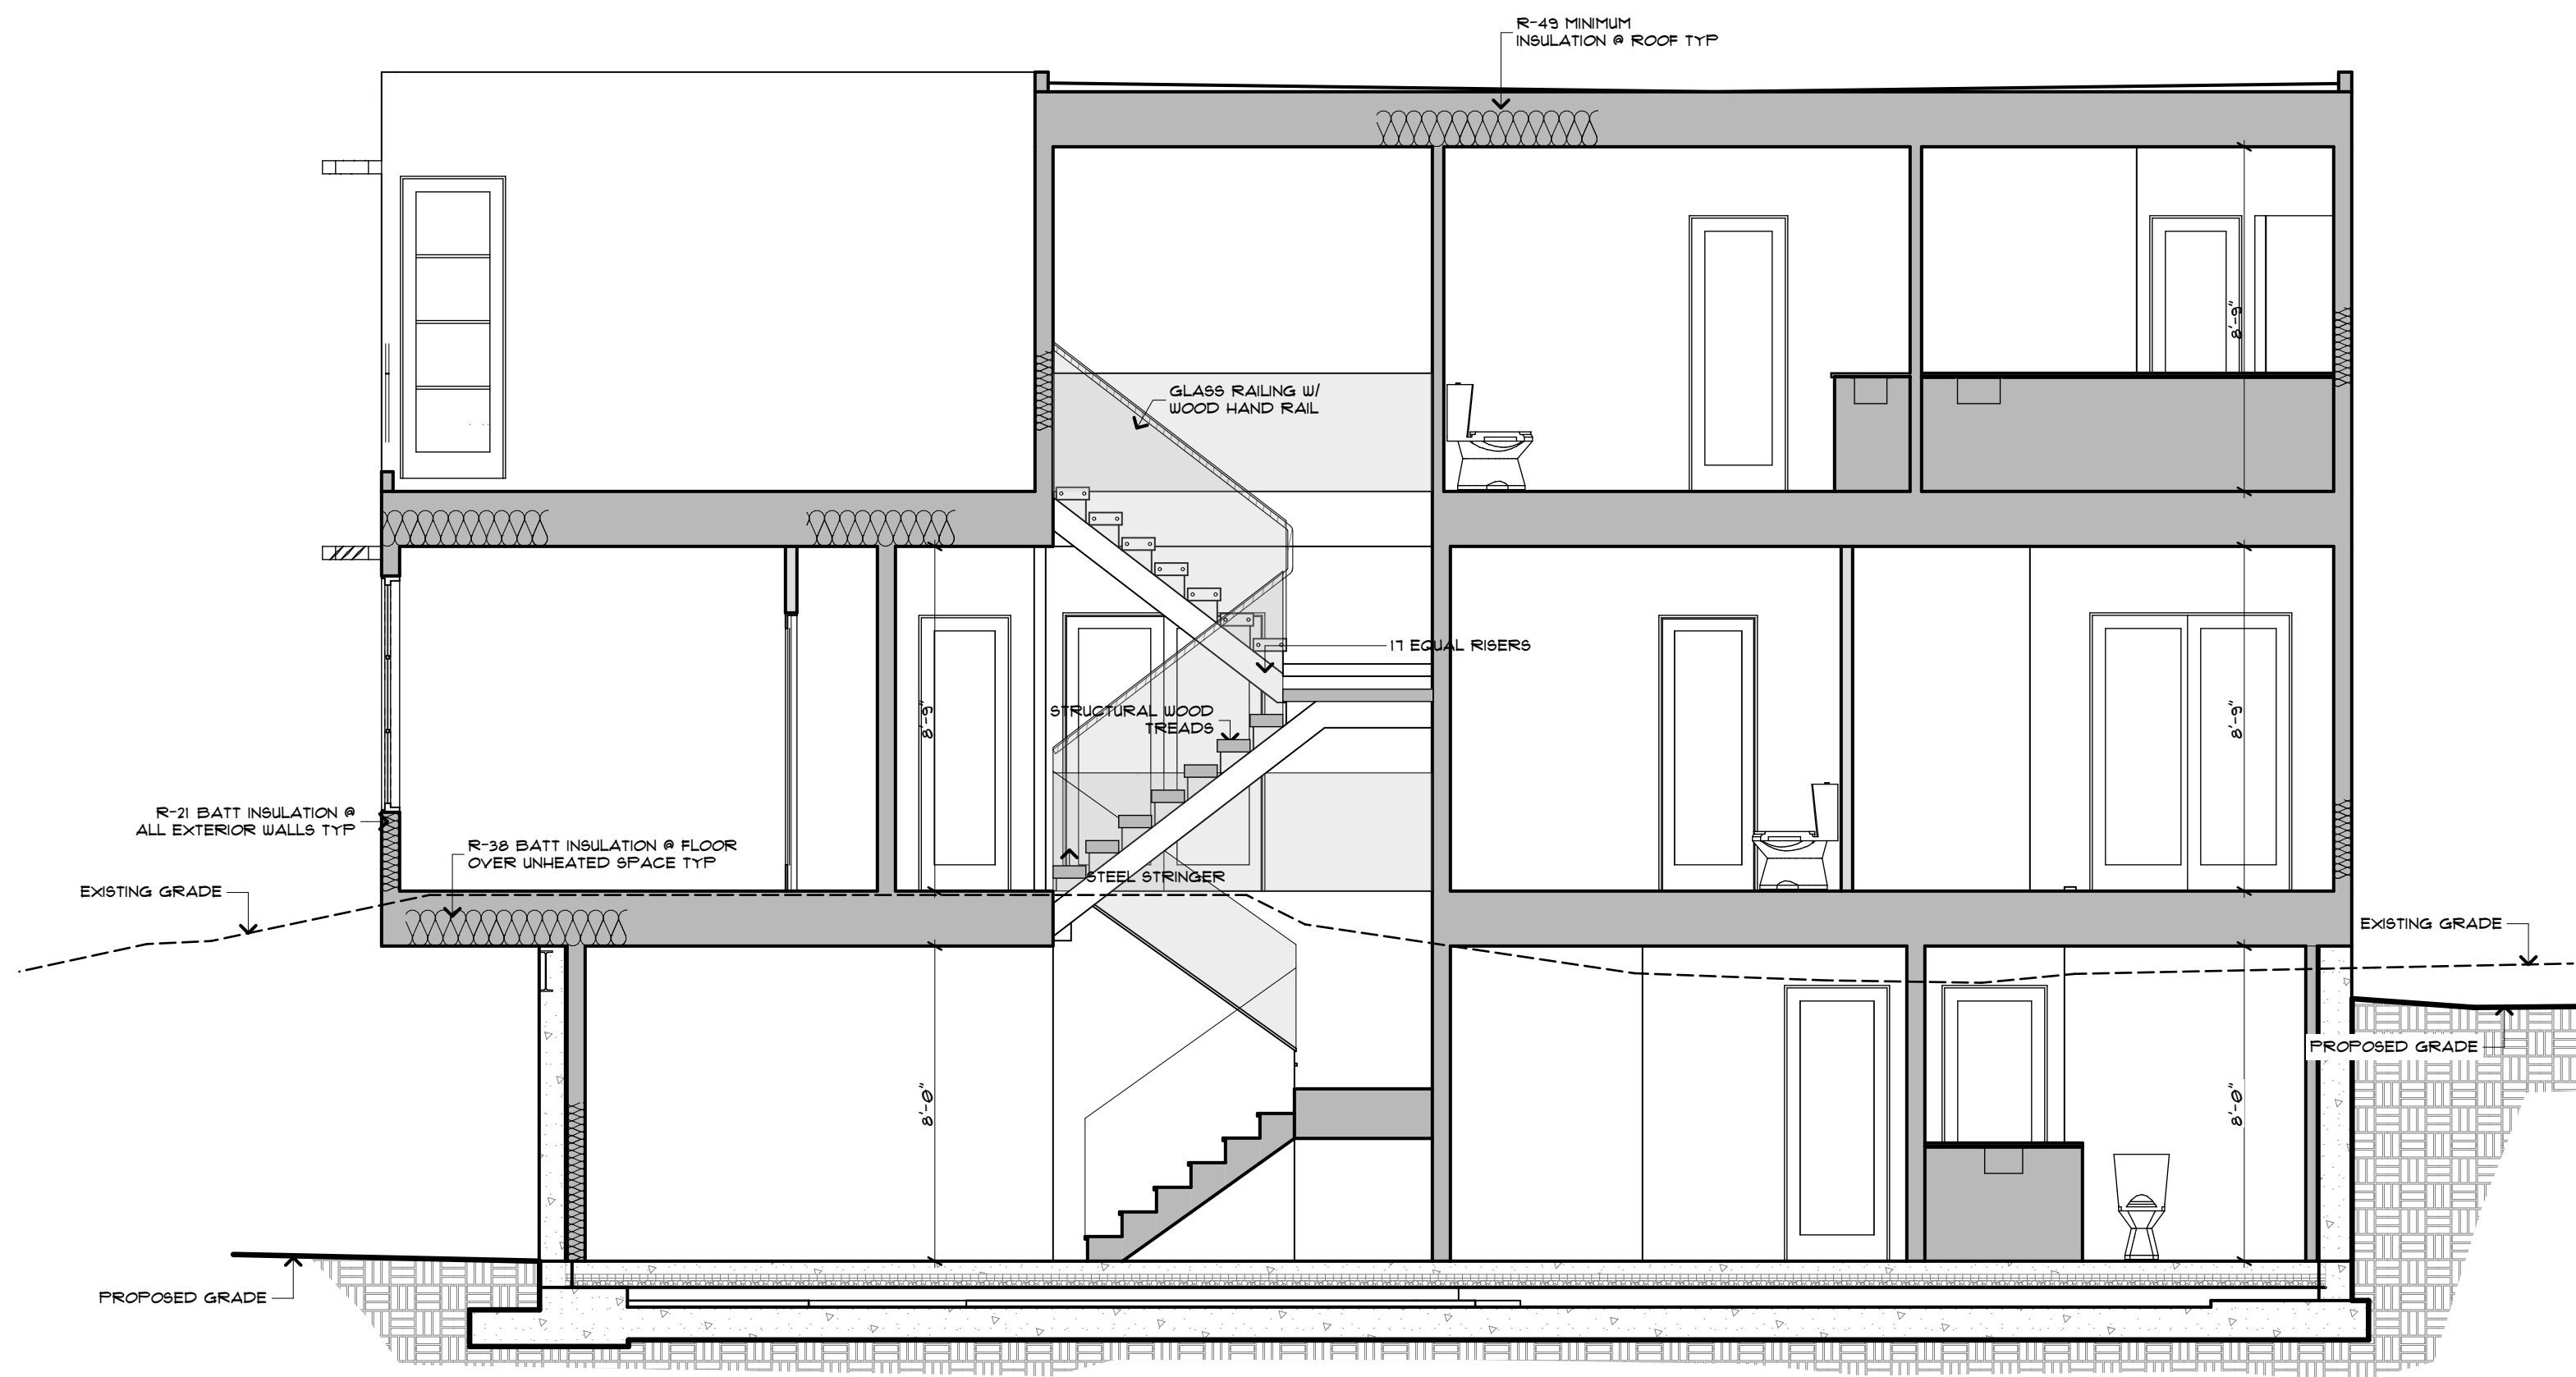 R-49 MINIMUM
INSULATION @ ROOF TYP
8'-9"
GLASS RAILING W/
WOOD HAND RAIL
17 EQUAL RISERS
STRUCTURAL WOOD
TREADS
8'-9"
8'-9"
R-21 BATT INSULATION @
ALL EXTERIOR WALLS TYP
R-38 BATT INSULATION @ FLOOR
OVER UNHEATED SPACE TYP
STEEL STRINGER
EXISTING GRADE
EXISTING GRADE
PROPOSED GRADE
8'-0"
8'-0"
PROPOSED GRADE